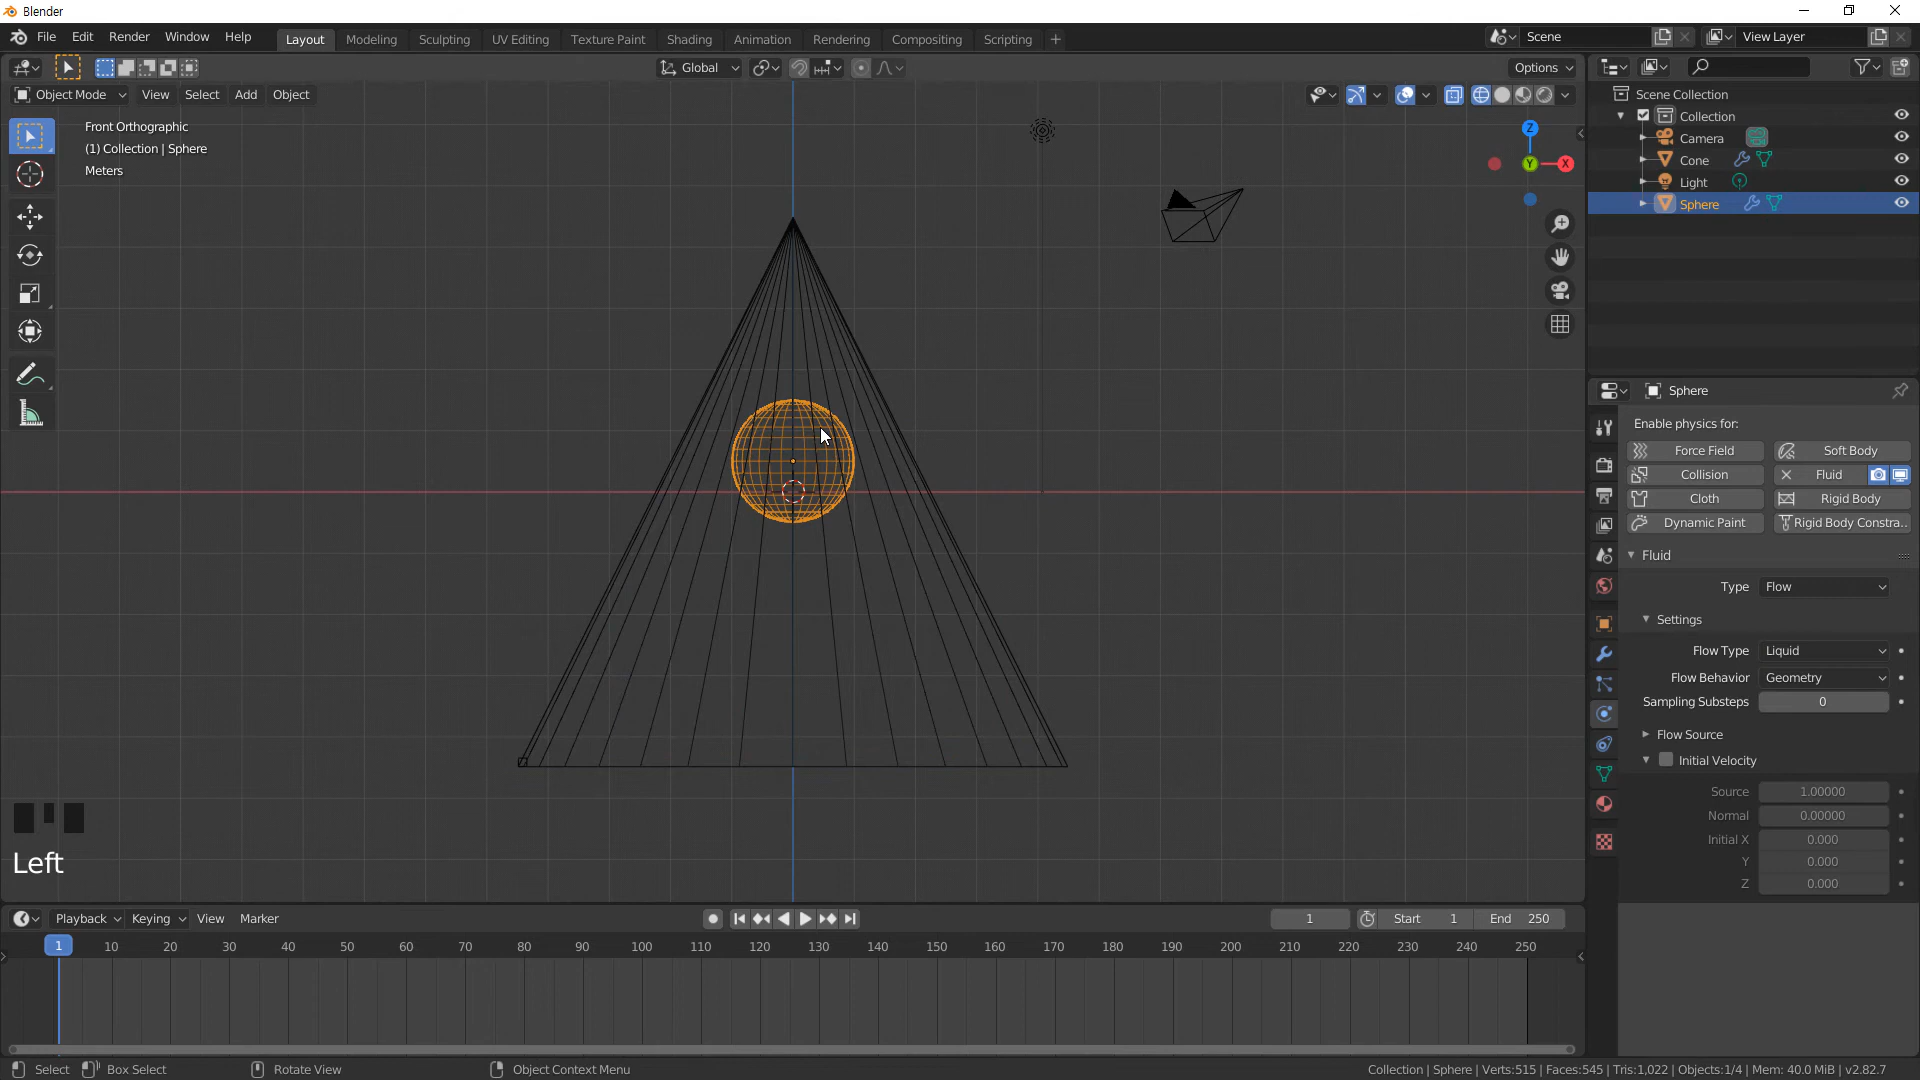 Blender
File Edit Render Window Help Layout Modeling Sculpting UV Editing Texture Paint Shading Animation Rendering Compositing Scripting + Scene View Layer
Global Options
Object Mode View Select Add Object
Front Orthographic
(1) Collection | Sphere
Meters
Z
Y
X
Left
Scene Collection
Collection
Camera
Cone
Light
Sphere
Sphere
Enable physics for:
Force Field Soft Body
Collision Fluid
Cloth Rigid Body
Dynamic Paint Rigid Body Constra..
Fluid
Type Flow
Settings
Flow Type Liquid
Flow Behavior Geometry
Sampling Substeps 0
Flow Source
Initial Velocity
Source 1.00000
Normal 0.00000
Initial X 0.000
Y 0.000
Z 0.000
Playback Keying View Marker 1 Start 1 End 250
1 10 20 30 40 50 60 70 80 90 100 110 120 130 140 150 160 170 180 190 200 210 220 230 240 250
Select Box Select Rotate View Object Context Menu Collection | Sphere | Verts:515 | Faces:545 | Tris:1,022 | Objects:1/4 | Mem: 40.0 MiB | v2.82.7